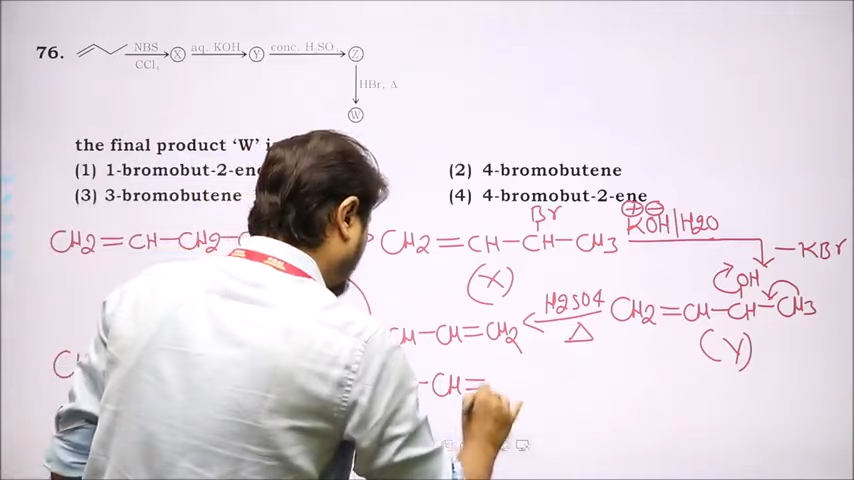 76. NBS aq. KOH conc. H₂SO₄
CCl₄ X Y Z
HBr, Δ
W
the final product 'W' i
(1) 1-bromobut-2-en
(2) 4-bromobutene
(3) 3-bromobutene
(4) 4-bromobut-2-ene
CH2=CH-CH2-
CH2=CH-CH-CH3
Br
(X)
KOH/H2O
⊕ ⊖
-KBr
OH
CH2=CH-CH-CH3
(Y)
H2SO4
Δ
CH-CH=CH2
-CH=